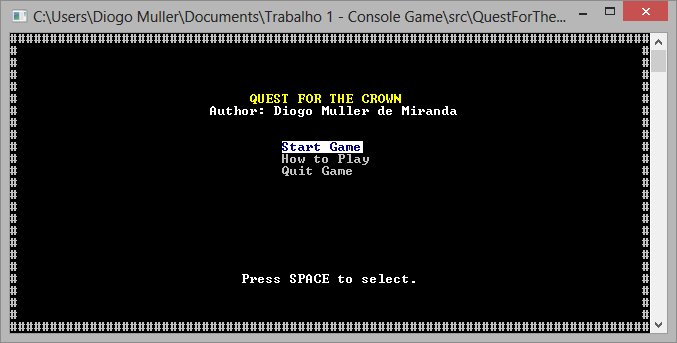 C:\Users\Diogo Muller\Documents\Trabalho 1 - Console Game\src\QuestForThe...
QUEST FOR THE CROWN
Author: Diogo Muller de Miranda
Start Game
How to Play
Quit Game
Press SPACE to select.